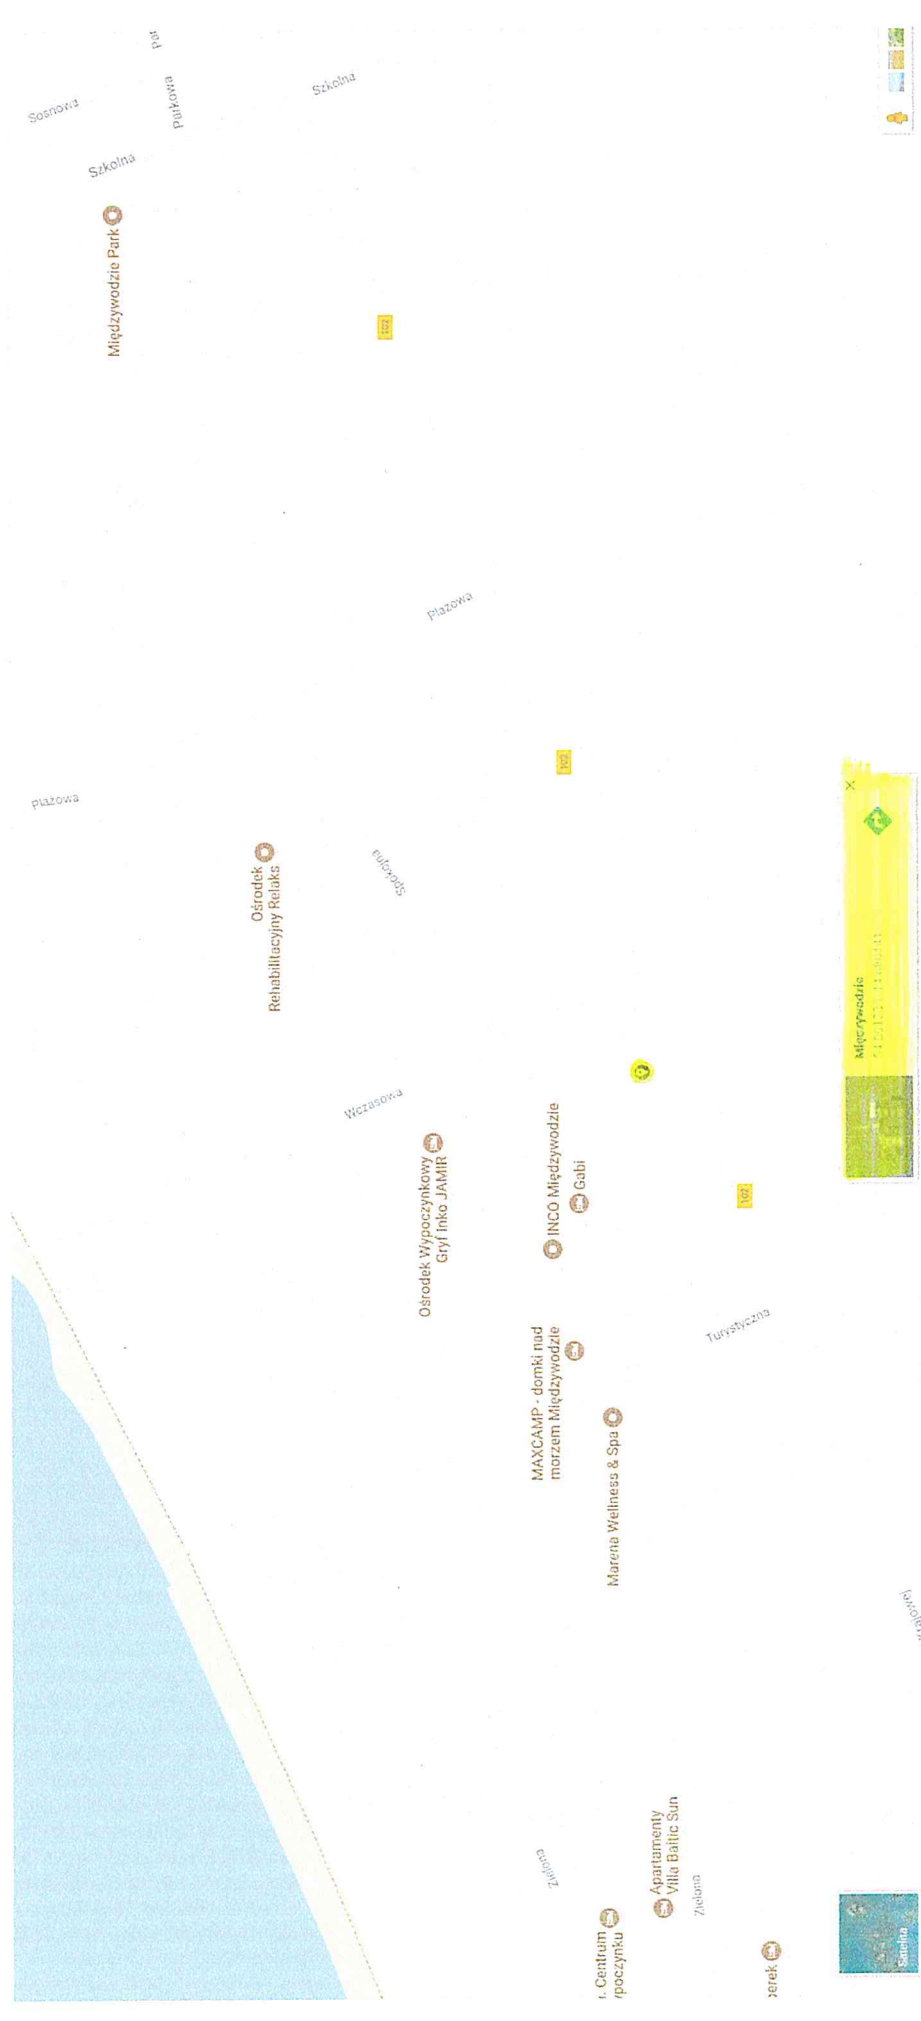 Par
Parkowa
Sosnowa
Szkolna
Szkolna
Międzywodzie Park
102
Plażowa
Plażowa
102
Ośrodek
Rehabilitacyjny Relaks
Spokojna
Wczasowa
Ośrodek Wypoczynkowy
Gryf inko JAMIR
INCO Międzywodzie
Gabi
102
MAXCAMP - domki nad
morzem Międzywodzie
Turystyczna
Marena Wellness & Spa
Zielona
Apartamenty
Villa Baltic Sun
Zielona
r. Centrum
ypoczynku
erek
Międzywodzie
Satelita